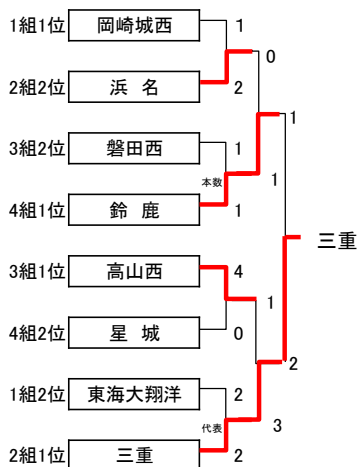 1組1位 岡崎城西 1
0
2組2位 浜 名 2
1
3組2位 磐田西 1
本数 1
4組1位 鈴 鹿 1
三重
3組1位 高山西 4
1
4組2位 星 城 0
2
1組2位 東海大翔洋 2
代表 3
2組1位 三重 2